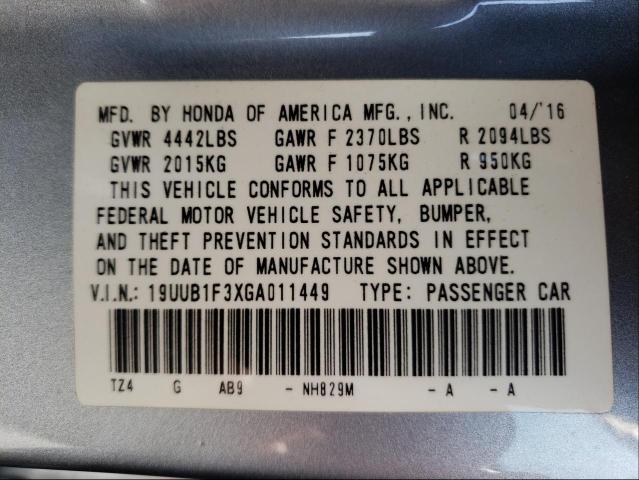 MFD. BY HONDA OF AMERICA MFG., INC. 04/'16
GVWR 4442LBS GAWR F 2370LBS R 2094LBS
GVWR 2015KG GAWR F 1075KG R 950KG
THIS VEHICLE CONFORMS TO ALL APPLICABLE
FEDERAL MOTOR VEHICLE SAFETY, BUMPER,
AND THEFT PREVENTION STANDARDS IN EFFECT
ON THE DATE OF MANUFACTURE SHOWN ABOVE.
V.I.N.: 19UUB1F3XGA011449 TYPE: PASSENGER CAR
TZ4 G AB9 - NH829M - A - A